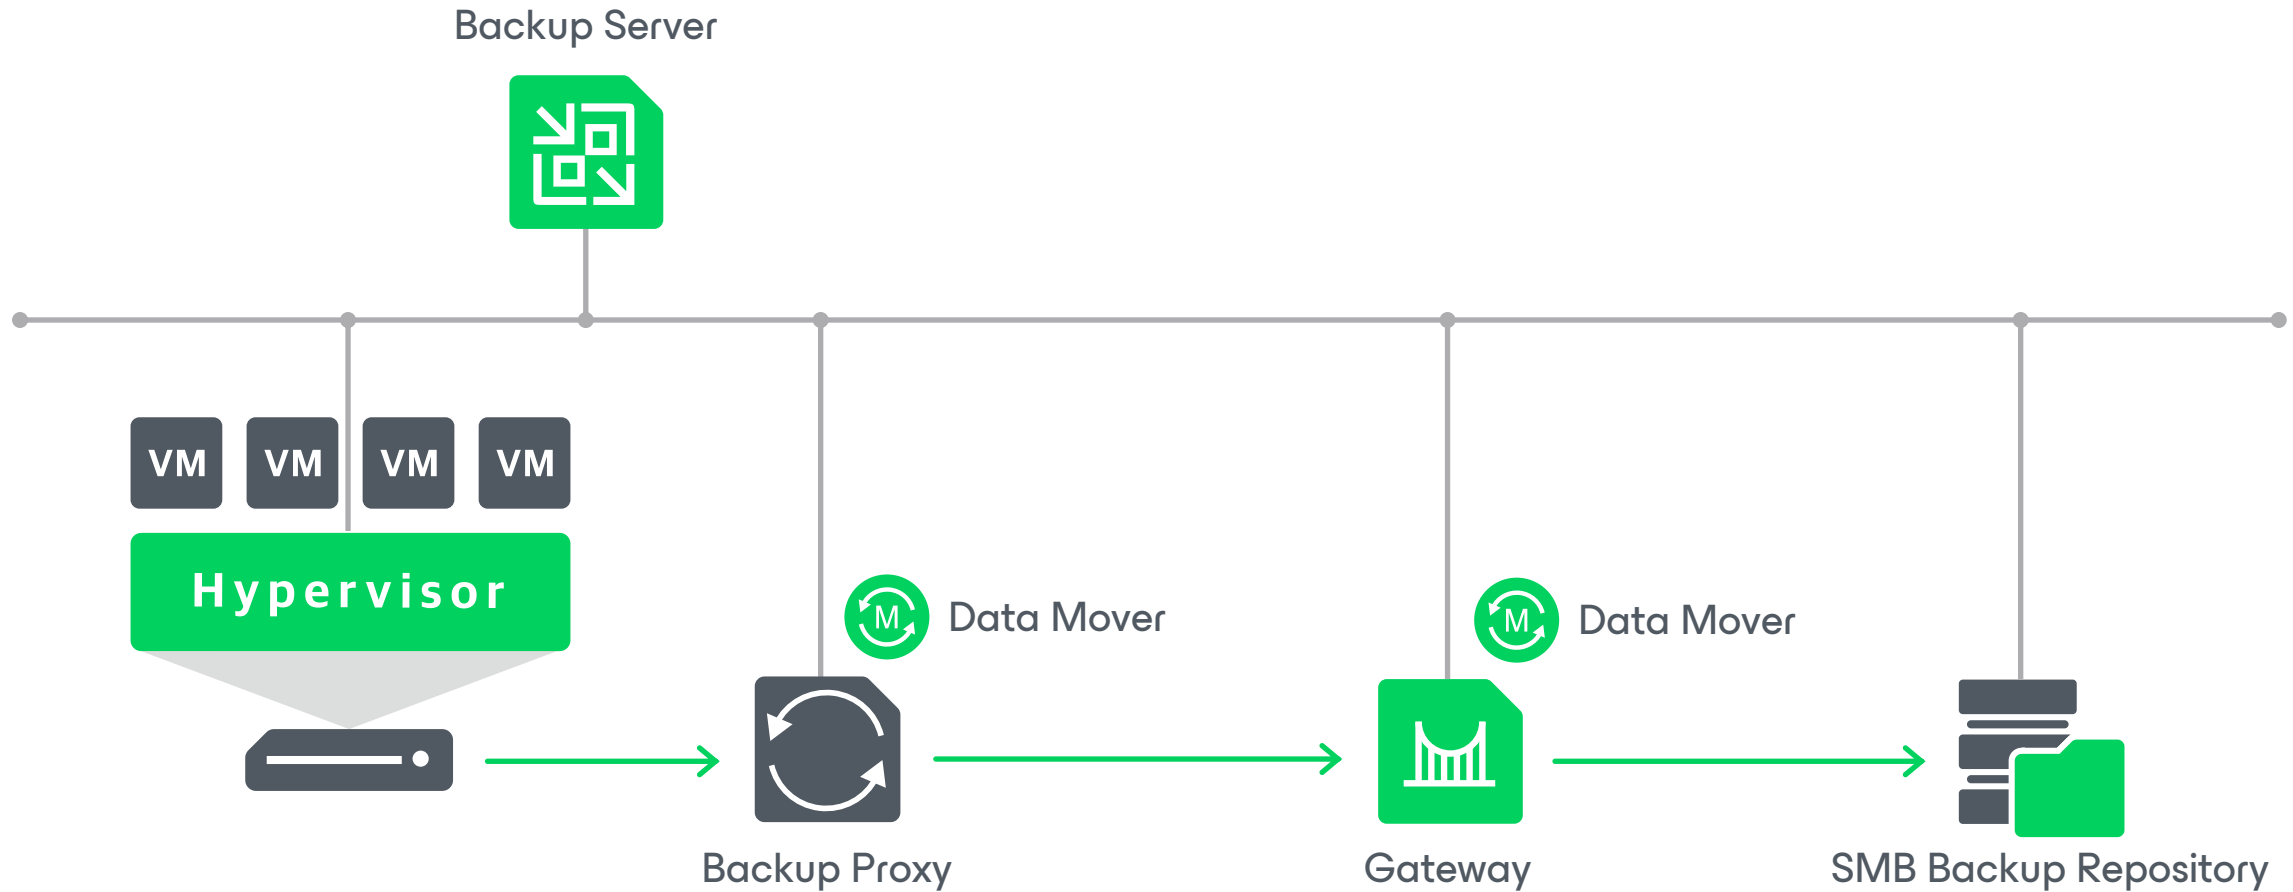 Backup Server
VM
VM
VM
VM
Hypervisor
M
Data Mover
M
Data Mover
Backup Proxy
Gateway
SMB Backup Repository